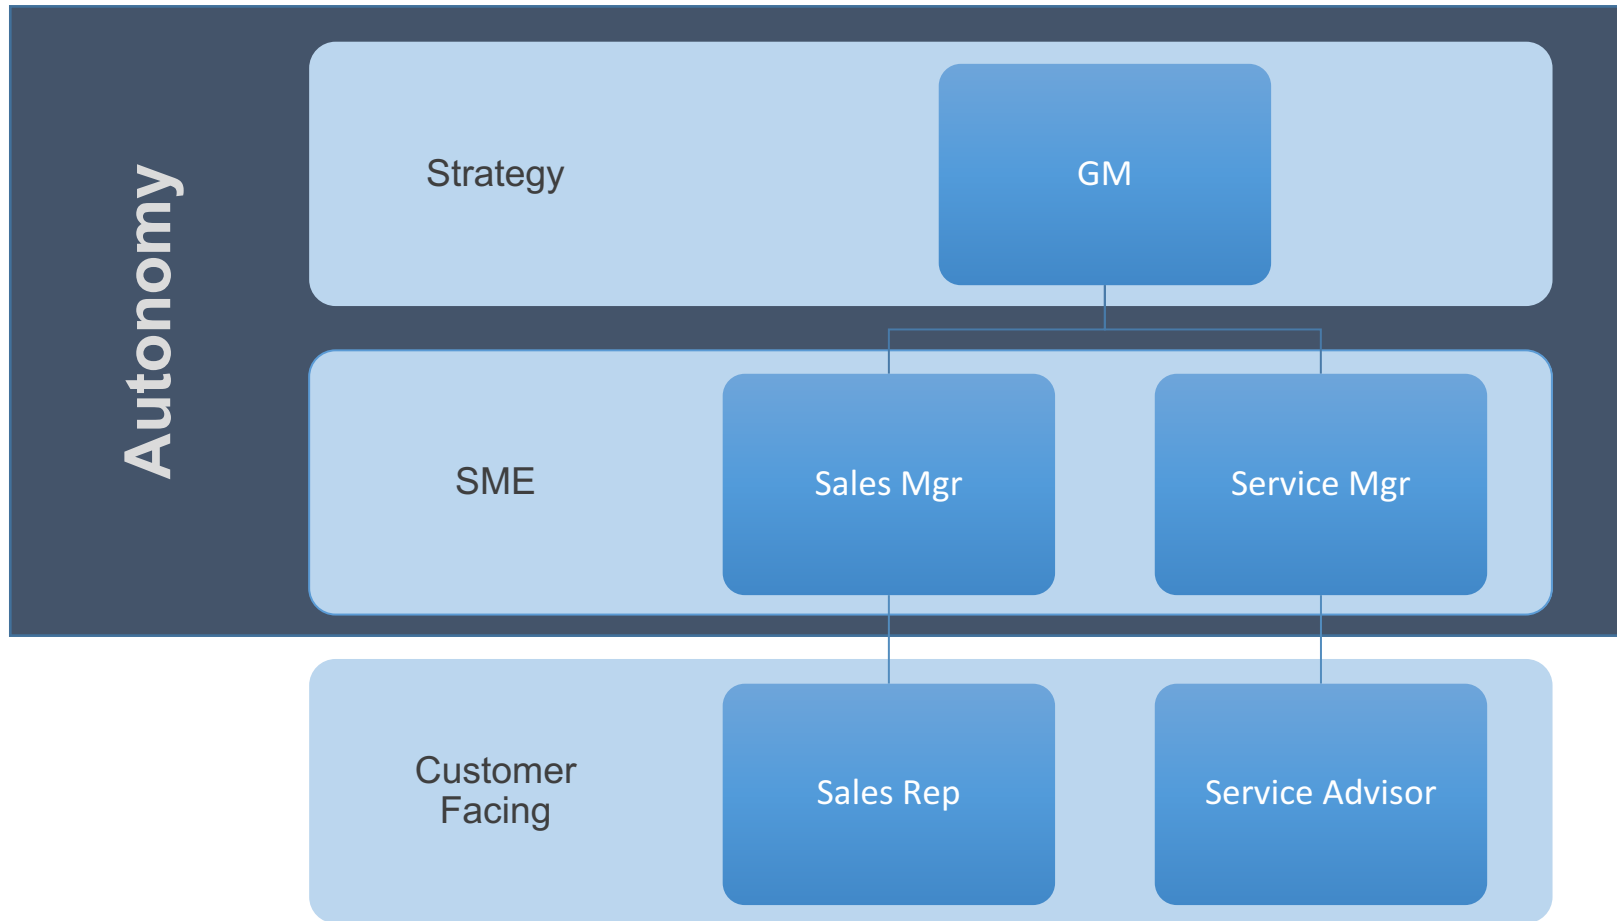 Autonomy
Strategy
GM
SME
Sales Mgr
Service Mgr
Customer
Facing
Sales Rep
Service Advisor